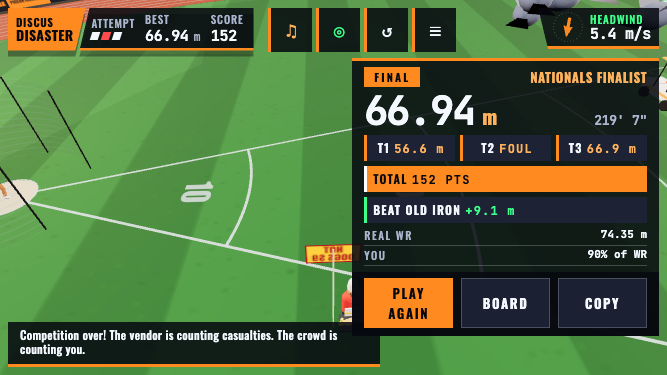 DISCUS
DISASTER
ATTEMPT
BEST
66.94 m
SCORE
152
HEADWIND
5.4 m/s
FINAL
NATIONALS FINALIST
66.94 m
219' 7"
T1 56.6 m
T2 FOUL
T3 66.9 m
TOTAL 152 PTS
BEAT OLD IRON +9.1 m
REAL WR
74.35 m
YOU
90% of WR
PLAY
AGAIN
BOARD
COPY
Competition over! The vendor is counting casualties. The crowd is
counting you.